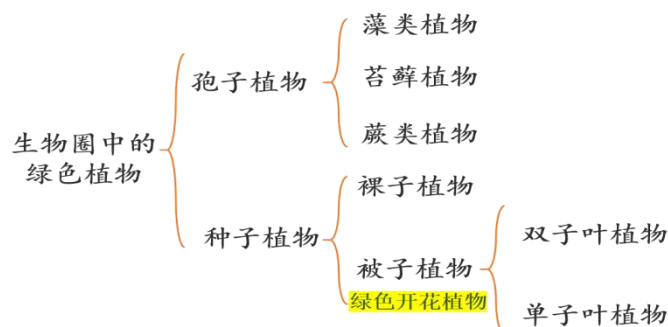 生物圈中的
绿色植物
孢子植物
藻类植物
苔藓植物
蕨类植物
种子植物
裸子植物
被子植物
绿色开花植物
双子叶植物
单子叶植物